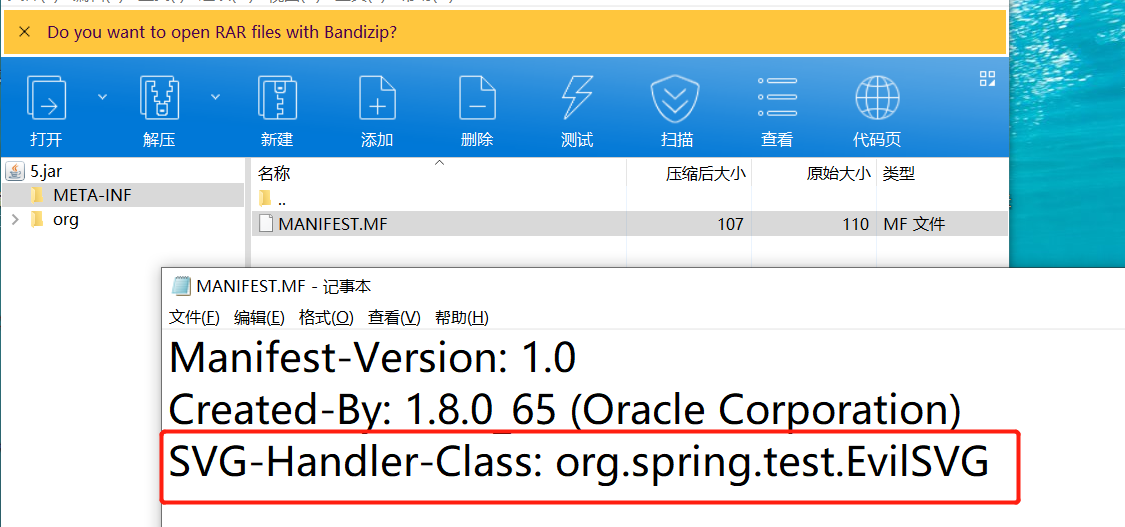 Do you want to open RAR files with Bandizip?
打开 解压 新建 添加 删除 测试 扫描 查看 代码页
5.jar
META-INF
org
名称 压缩后大小 原始大小 类型
..
MANIFEST.MF 107 110 MF 文件
MANIFEST.MF - 记事本
文件(F) 编辑(E) 格式(O) 查看(V) 帮助(H)
Manifest-Version: 1.0
Created-By: 1.8.0_65 (Oracle Corporation)
SVG-Handler-Class: org.spring.test.EvilSVG